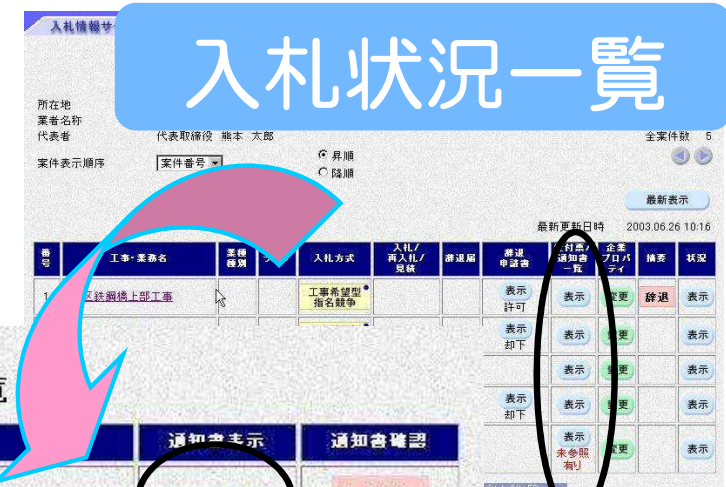 入札情報サ
入札状況一覧
所在地
業者名称
代表者 代表取締役 熊本 太郎
全案件数 5
案件表示順序 案件番号 昇順
降順
最新表示
最新更新日時 2003.06.26 10:16
番号 工事・業務名 業種種別 入札方式 入札/再入札/見積 辞退届 辞退申請書 付票/通知書一覧 企業プロパティ 摘要 状況
1 区鉄鋼橋上部工事 工事希望型指名競争 表示 許可 表示 変更 辞退 表示
表示 却下 表示 更 表示
表示 更 表示
表示 却下 表示 更 表示
表示 未参照有り 変更 表示
覧
通知書表示 通知書確認